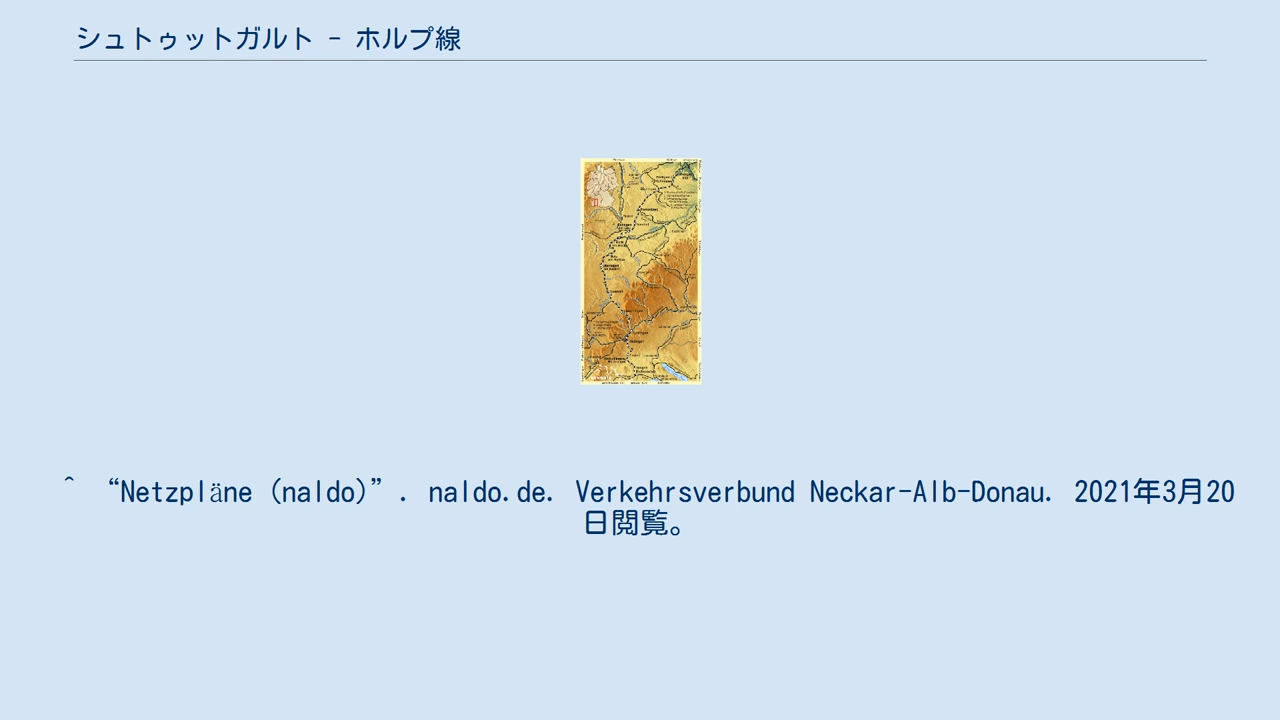 シュトゥットガルト - ホルプ線
^ “Netzpläne (naldo)”. naldo.de. Verkehrsverbund Neckar-Alb-Donau. 2021年3月20
日閲覧。